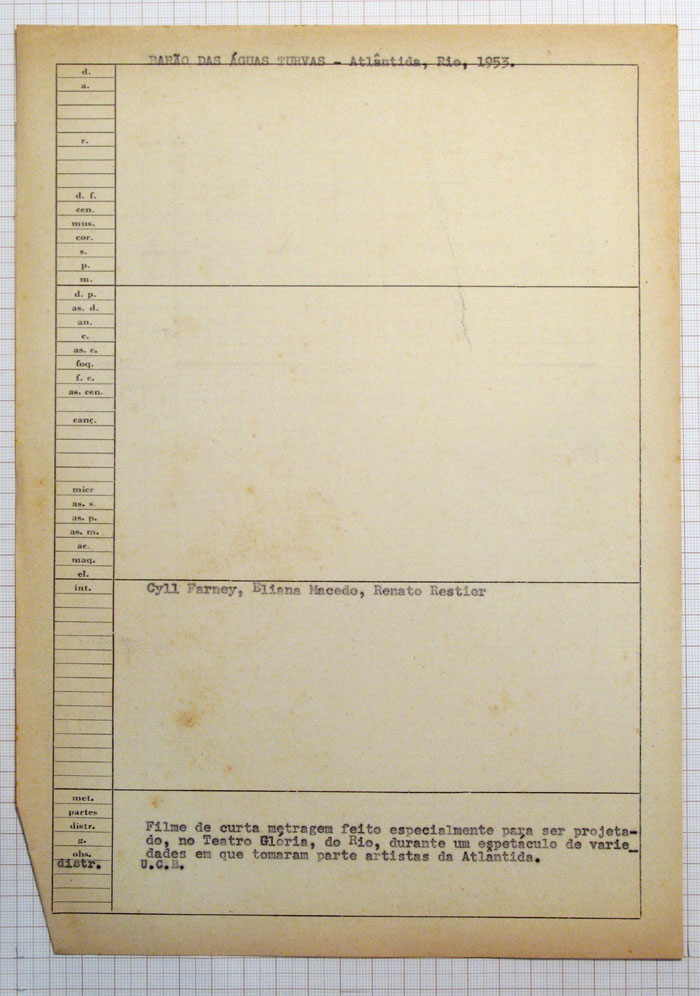 BARÃO DAS ÁGUAS TURVAS - Atlântida, Rio, 1953.
d.
a.
r.
d. f.
cen.
mus.
cor.
s.
p.
m.
d. p.
as. d.
an.
c.
as. c.
foq.
f. c.
as. cen.
canç.
micr
as. s.
as. p.
as. m.
ac.
maq.
el.
int. Cyll Farney, Eliana Macedo, Renato Restier
met.
partes
distr. Filme de curta metragem feito especialmente para ser projeta-
g. do, no Teatro Glória, do Rio, durante um espetáculo de varie_
obs. dades em que tomaram parte artistas da Atlântida.
distr. U.C.B.